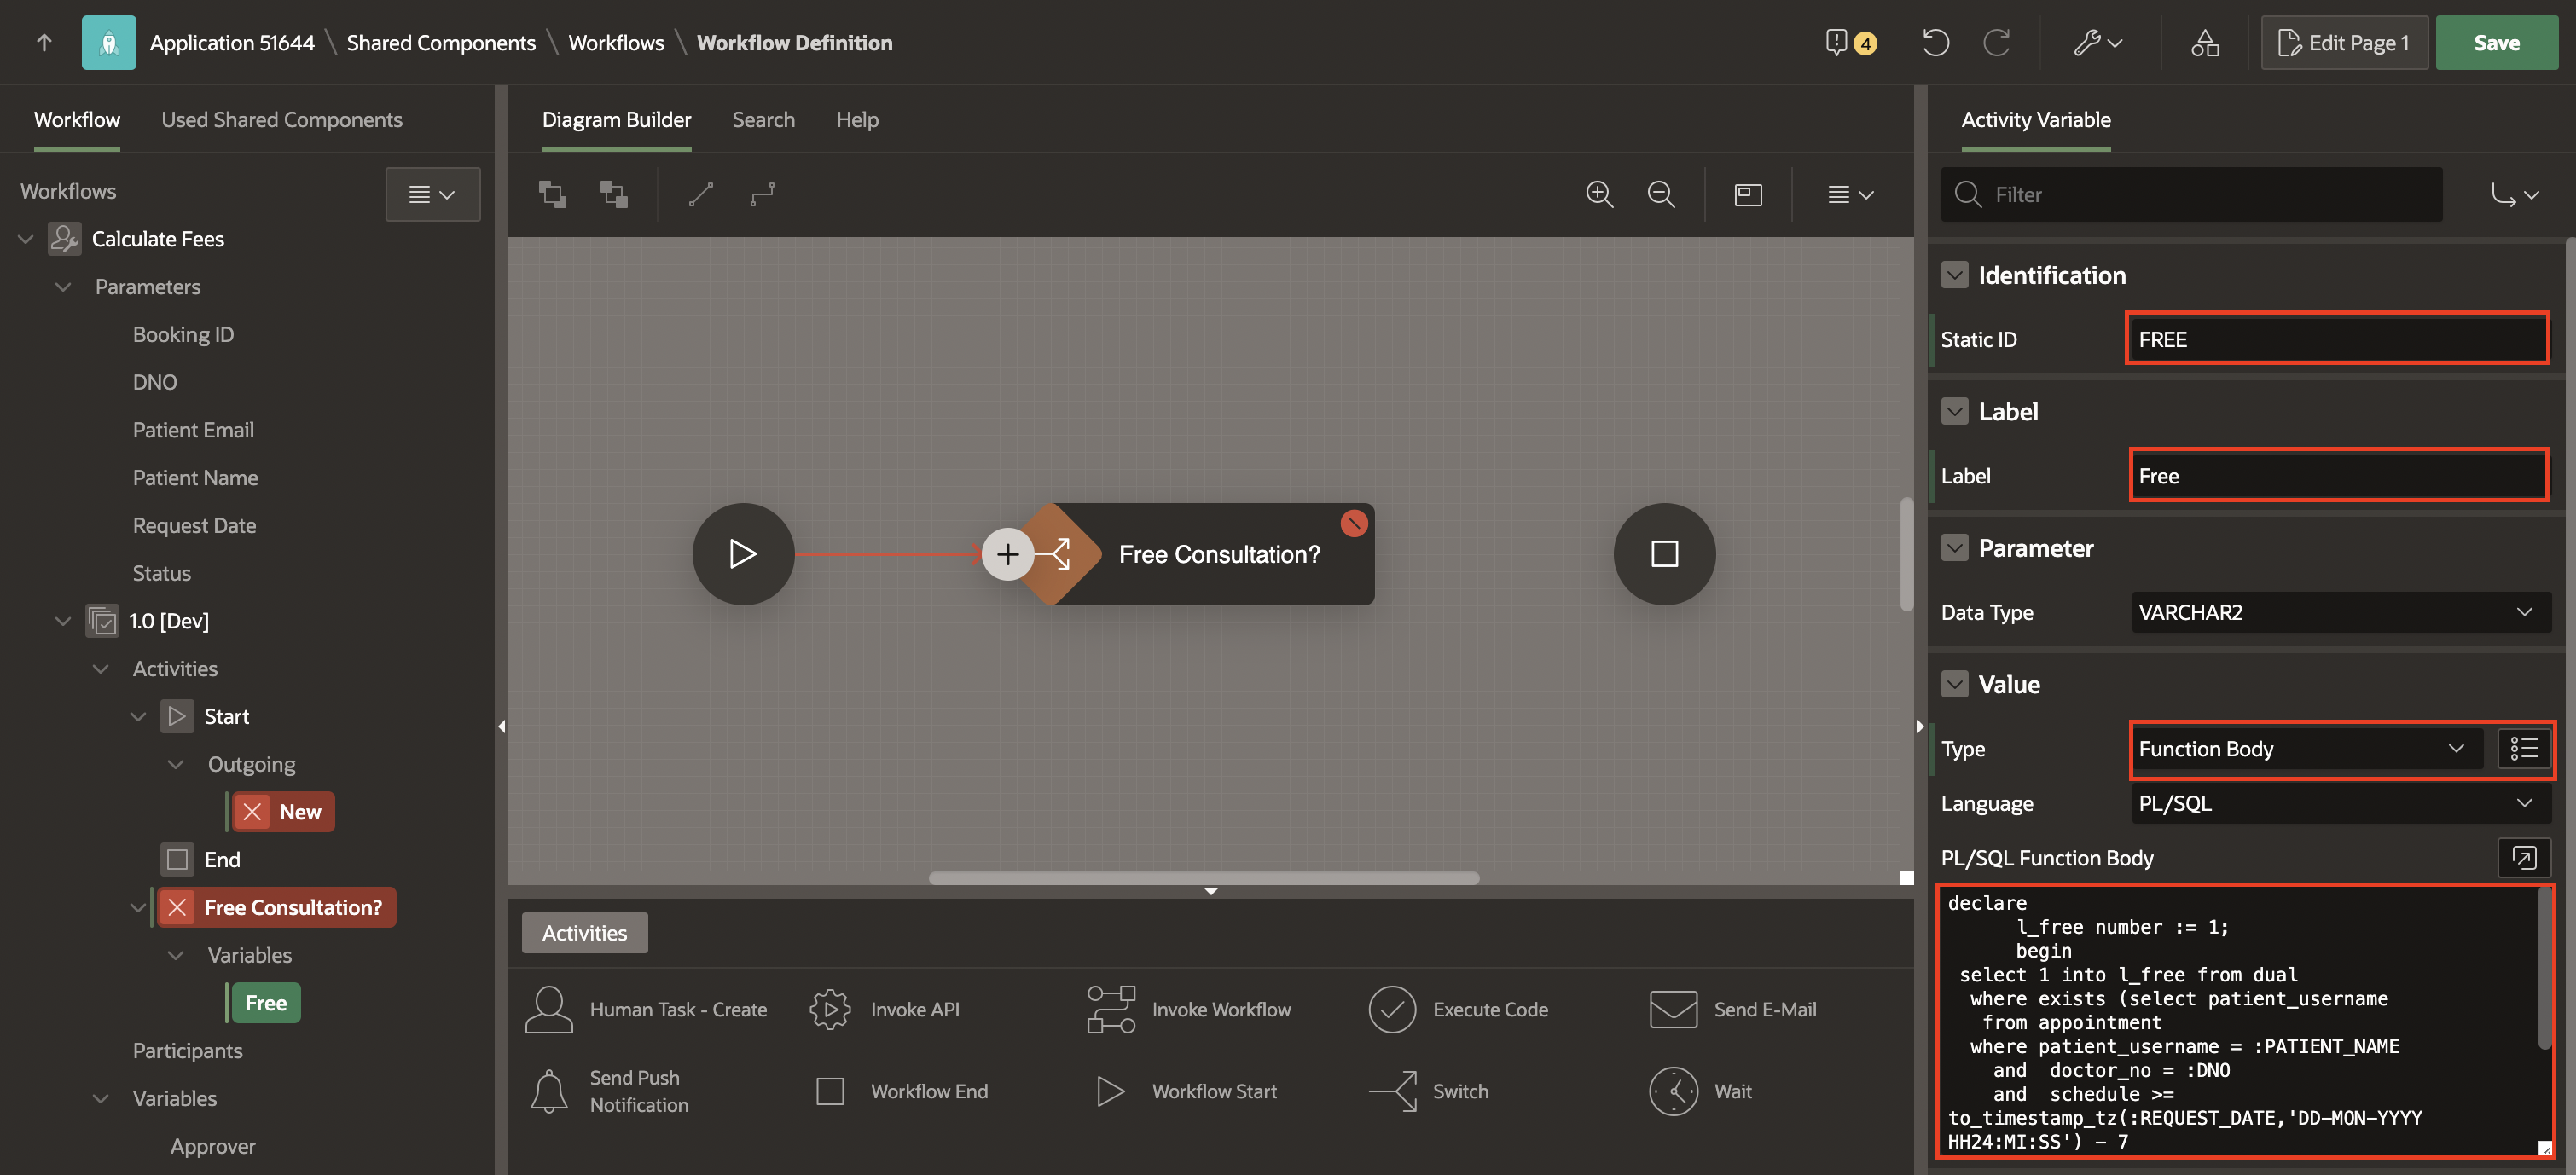 Application 51644 \ Shared Components \ Workflows \ Workflow Definition
4
Edit Page 1
Save
Workflow
Used Shared Components
Workflows
Calculate Fees
Parameters
Booking ID
DNO
Patient Email
Patient Name
Request Date
Status
1.0 [Dev]
Activities
Start
Outgoing
New
End
Free Consultation?
Variables
Free
Participants
Variables
Approver
Diagram Builder
Search
Help
Free Consultation?
Activities
Human Task - Create
Invoke API
Invoke Workflow
Execute Code
Send E-Mail
Send Push
Notification
Workflow End
Workflow Start
Switch
Wait
Activity Variable
Filter
Identification
Static ID
FREE
Label
Label
Free
Parameter
Data Type
VARCHAR2
Value
Type
Function Body
Language
PL/SQL
PL/SQL Function Body
declare
l_free number := 1;
begin
select 1 into l_free from dual
where exists (select patient_username
from appointment
where patient_username = :PATIENT_NAME
and doctor_no = :DNO
and schedule >=
to_timestamp_tz(:REQUEST_DATE,'DD-MON-YYYY
HH24:MI:SS') - 7